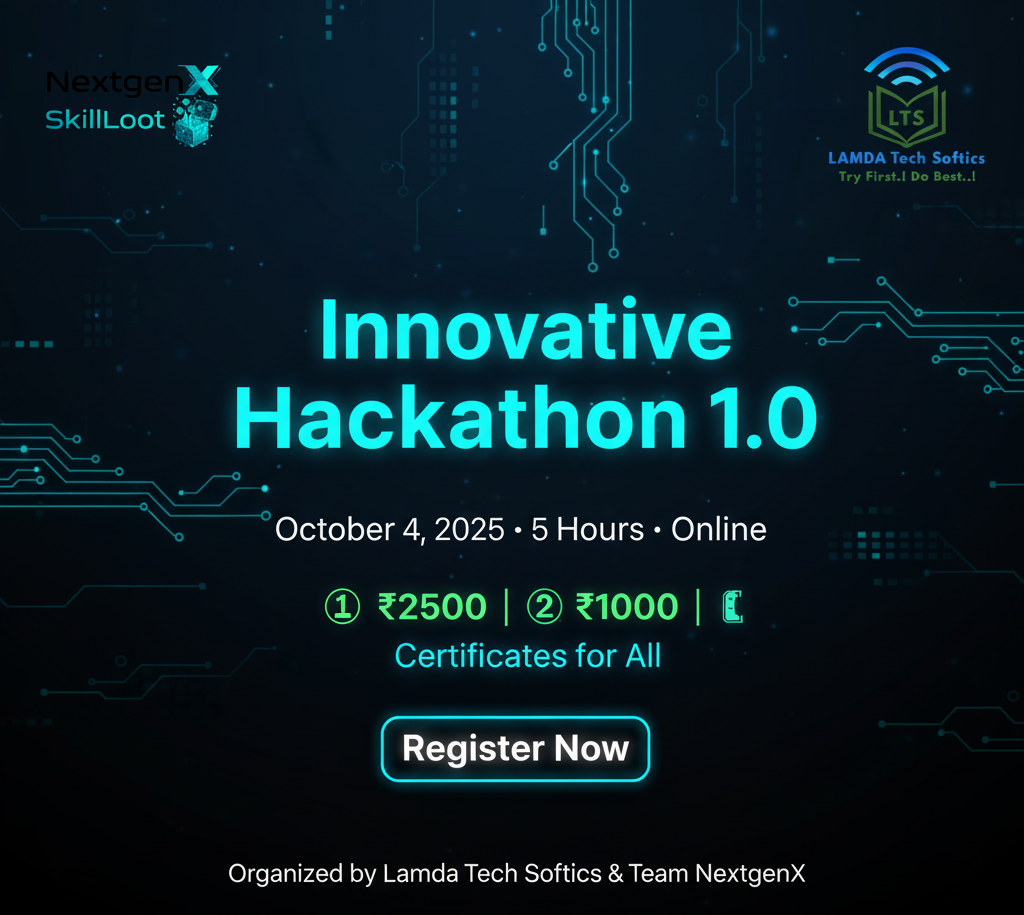 NextgenX
SkillLoot
LTS
LAMDA Tech Softics
Try First.! Do Best..!
Innovative
Hackathon 1.0
October 4, 2025 • 5 Hours • Online
① ₹2500 | ② ₹1000 |
Certificates for All
Register Now
Organized by Lamda Tech Softics & Team NextgenX